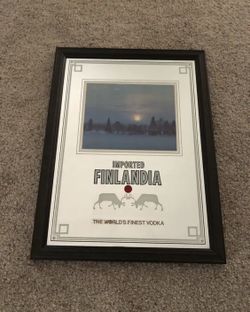 IMPORTED
FINLANDIA
THE WORLD'S FINEST VODKA